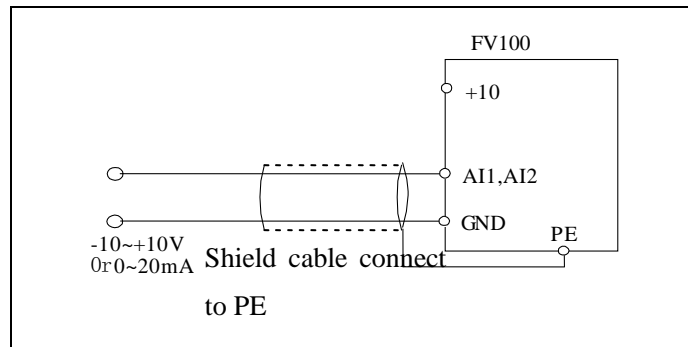 FV100
+10
AI1,AI2
GND
PE
-10~+10V
0r0~20mA
Shield cable connect
to PE